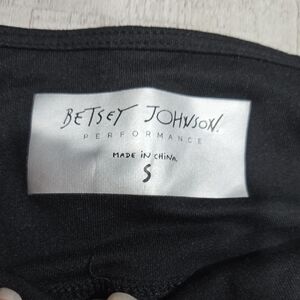 BETSEY JOHNSON.
PERFORMANCE
MADE iN CHiNA
S